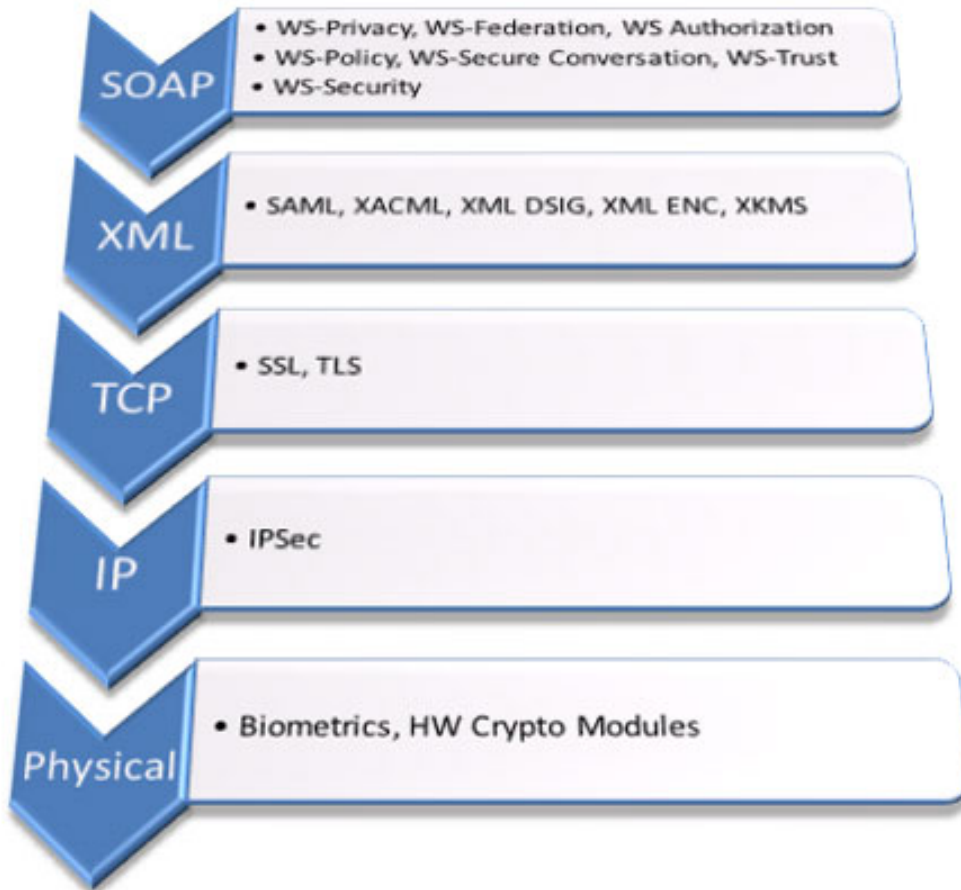 SOAP
• WS-Privacy, WS-Federation, WS Authorization
• WS-Policy, WS-Secure Conversation, WS-Trust
• WS-Security
XML
• SAML, XACML, XML DSIG, XML ENC, XKMS
TCP
• SSL, TLS
IP
• IPSec
Physical
• Biometrics, HW Crypto Modules